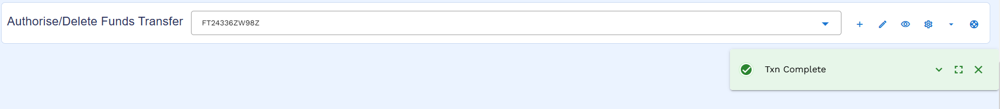 Authorise/Delete Funds Transfer
FT24336ZW98Z
Txn Complete